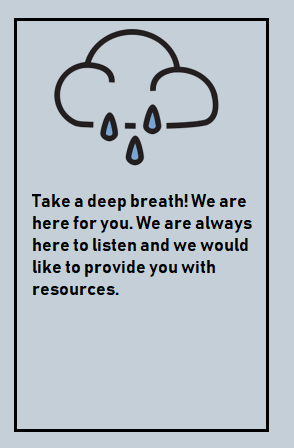 Take a deep breath! We are
here for you. We are always
here to listen and we would
like to provide you with
resources.